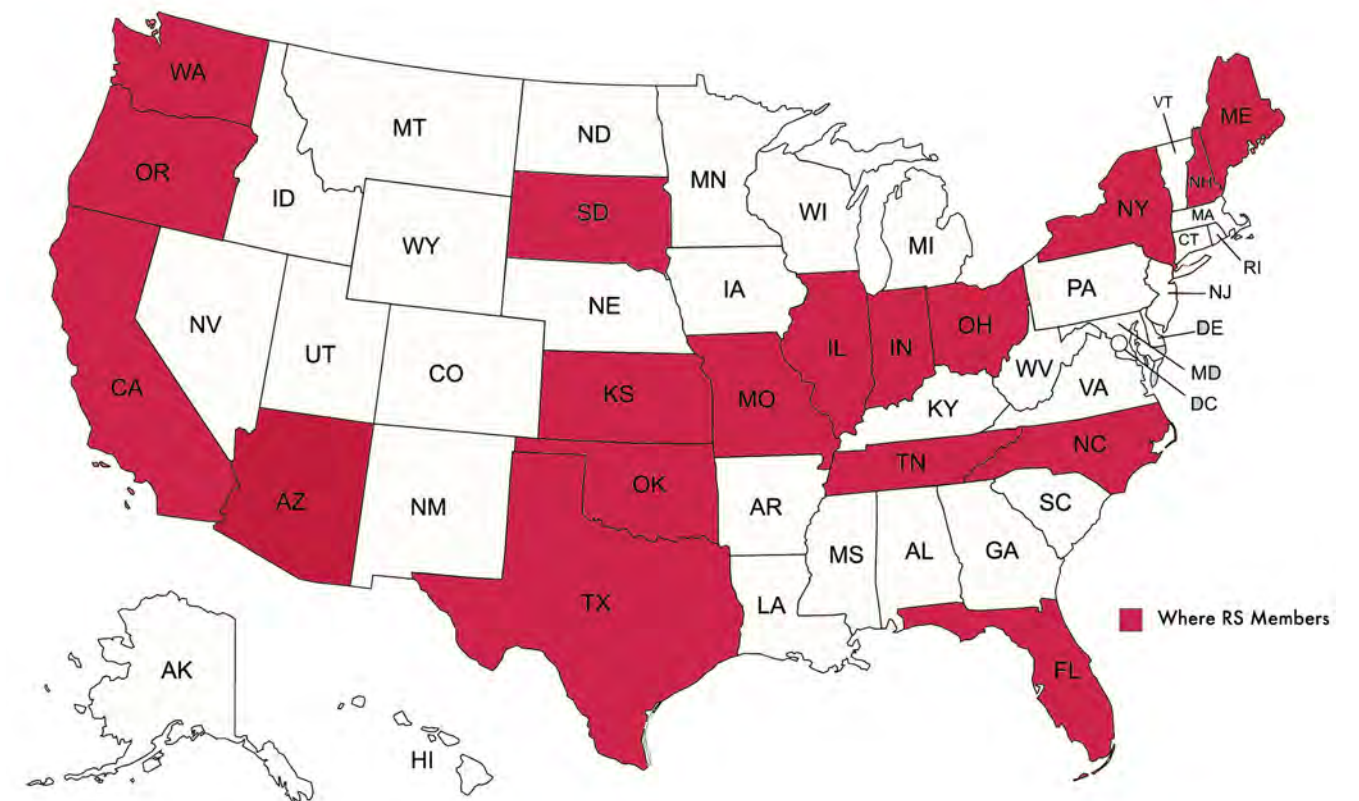 WA
MT
ND
MN
VT
ME
OR
ID
SD
WI
MI
NY
NH
MA
CT
RI
WY
IA
PA
NJ
NE
NV
UT
CO
IL
IN
OH
DE
WV
MD
VA
DC
CA
KS
MO
KY
AZ
NM
OK
AR
TN
NC
SC
MS
AL
GA
TX
LA
Where RS Members
AK
FL
HI